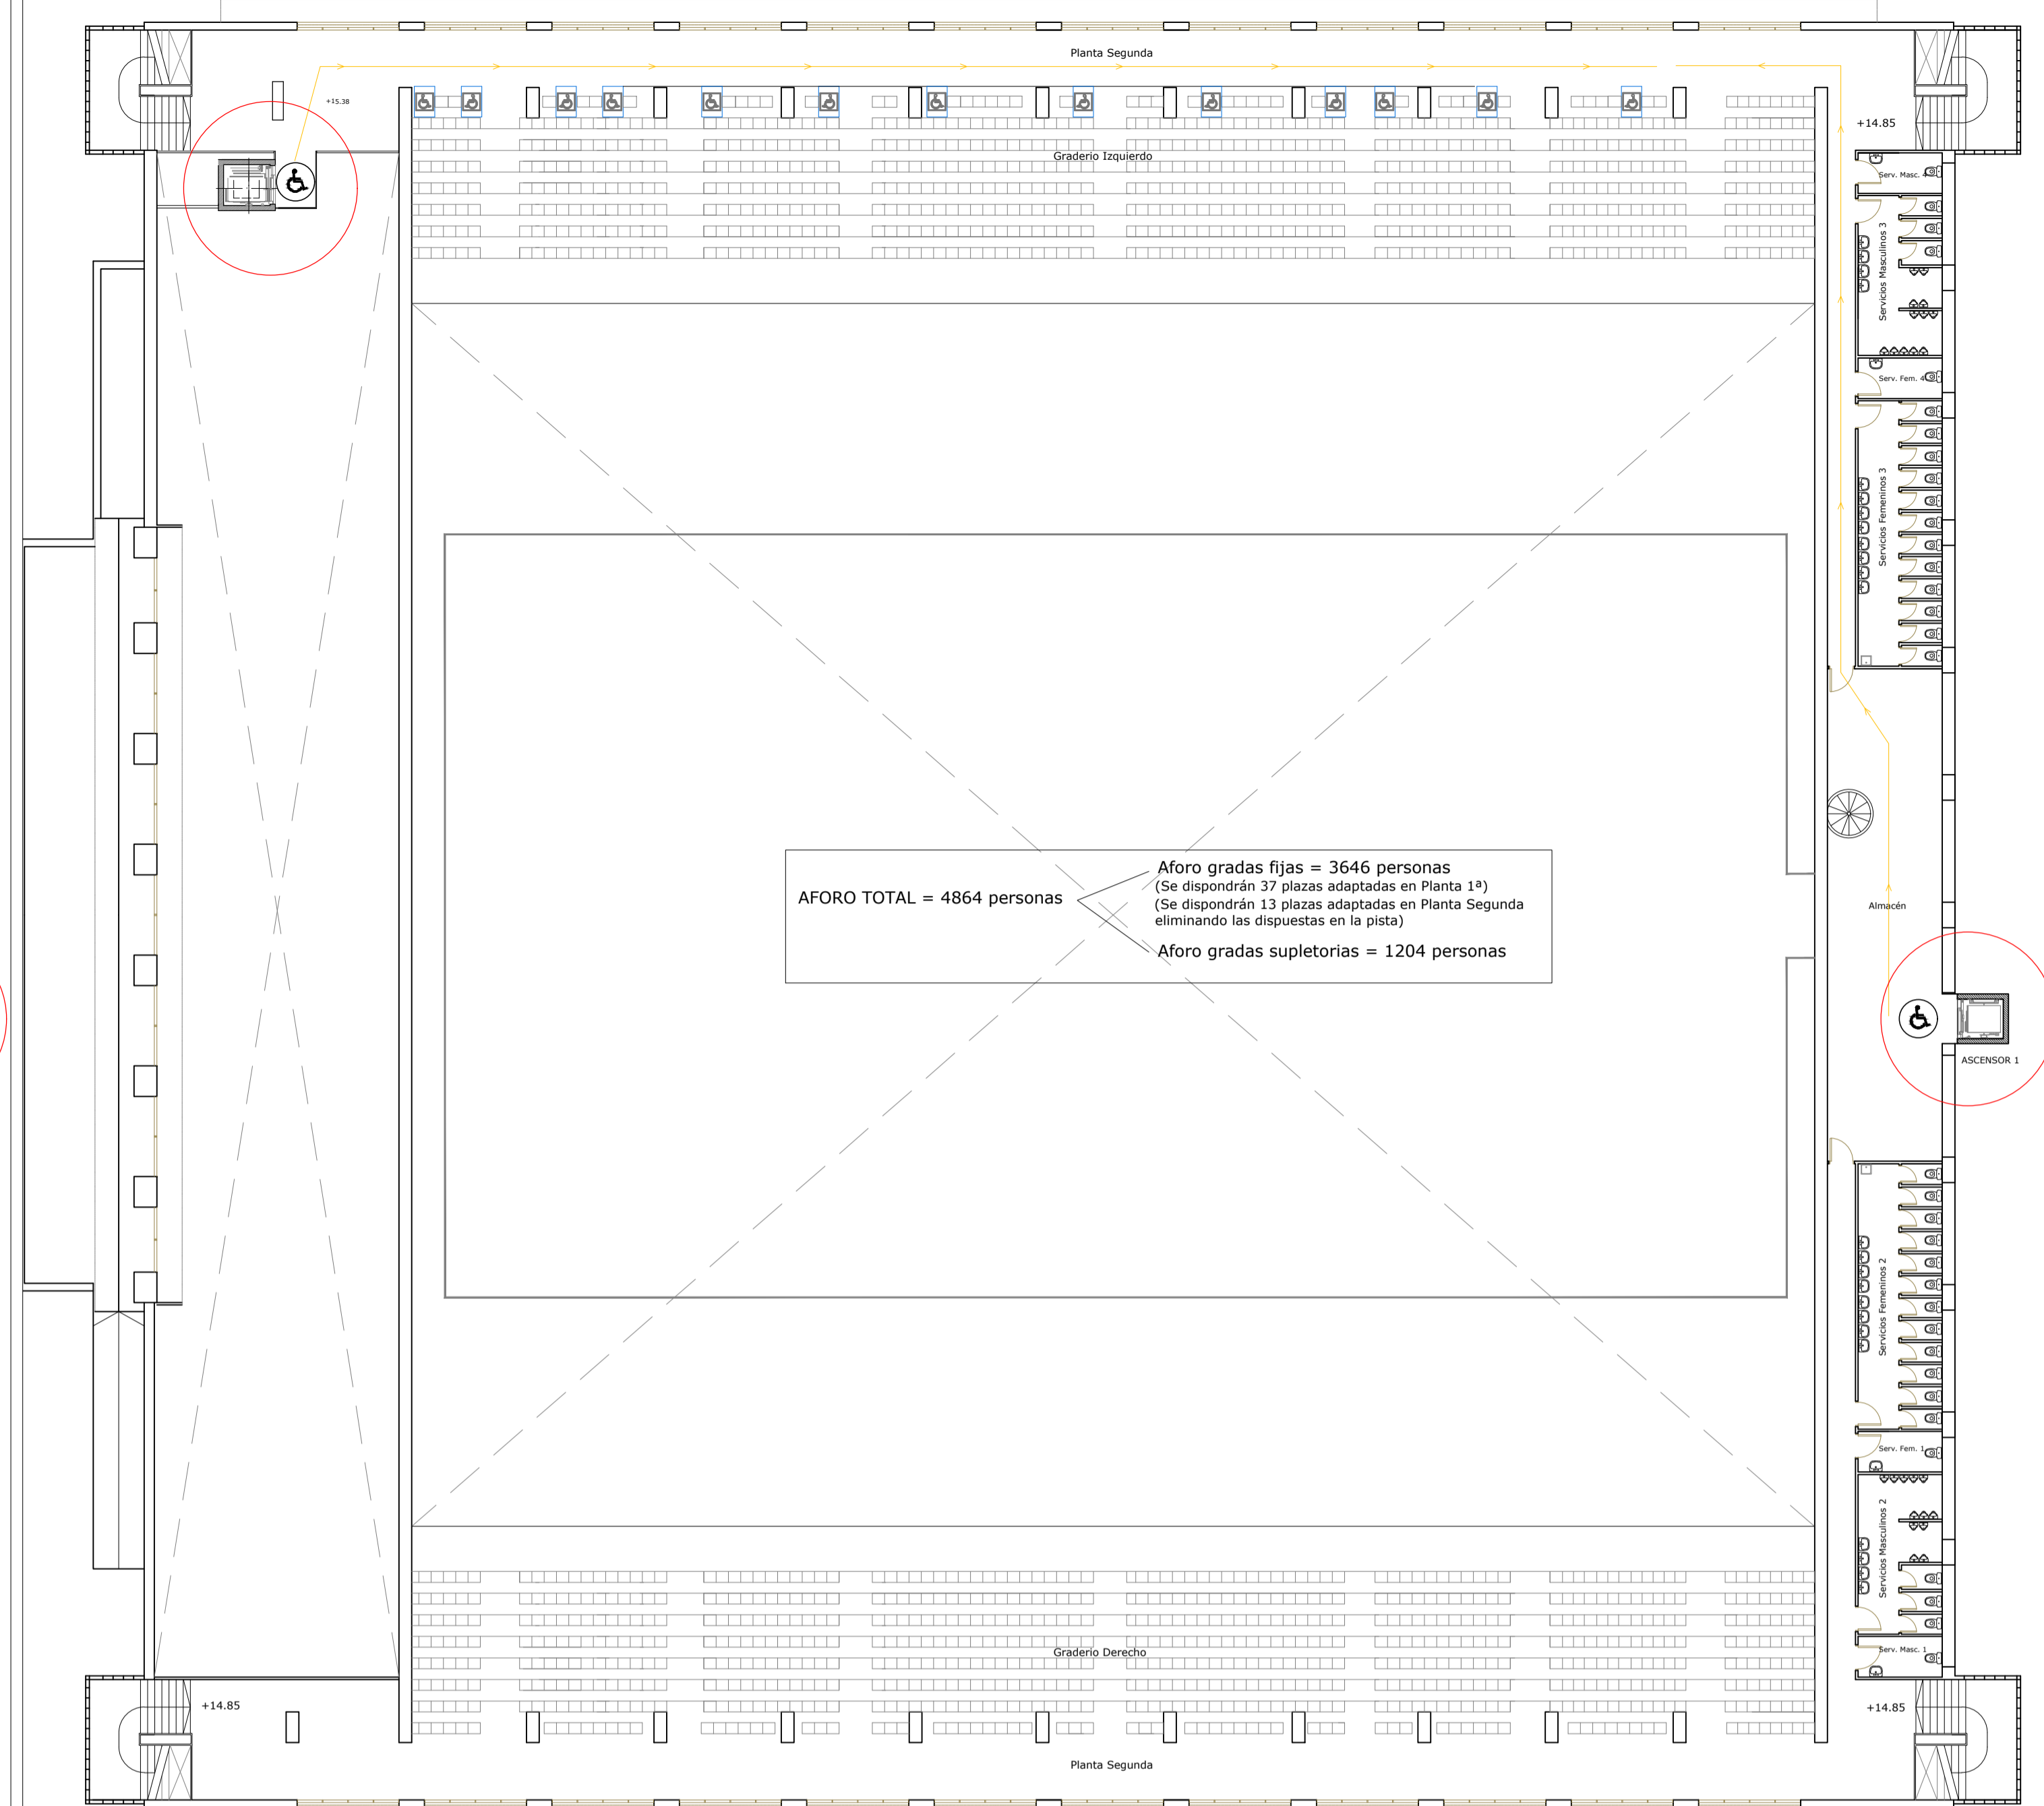 Planta Segunda
+15.38
+14.85
Graderio Izquierdo
Serv. Masc. 4
Servicios Masculinos 3
Serv. Fem. 4
Servicios Femeninos 3
AFORO TOTAL = 4864 personas
Aforo gradas fijas = 3646 personas
(Se dispondrán 37 plazas adaptadas en Planta 1ª)
(Se dispondrán 13 plazas adaptadas en Planta Segunda
eliminando las dispuestas en la pista)
Aforo gradas supletorias = 1204 personas
Almacén
ASCENSOR 1
Servicios Femeninos 2
Serv. Fem. 1
Servicios Masculinos 2
Serv. Masc. 1
Graderio Derecho
+14.85
+14.85
Planta Segunda